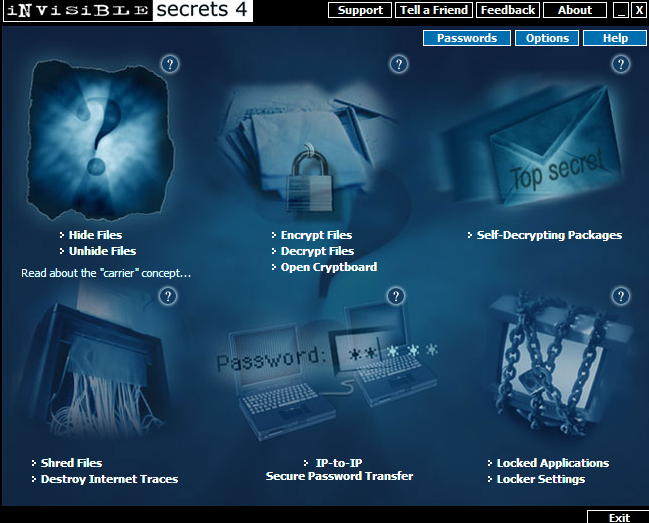 iNVisiBLE secrets 4
Support
Tell a Friend
Feedback
About
_
X
Passwords
Options
Help
?
?
?
Top secret
Hide Files
Unhide Files
Read about the "carrier" concept...
Encrypt Files
Decrypt Files
Open Cryptboard
Self-Decrypting Packages
?
?
?
Password: **| ***
Shred Files
Destroy Internet Traces
IP-to-IP
Secure Password Transfer
Locked Applications
Locker Settings
Exit